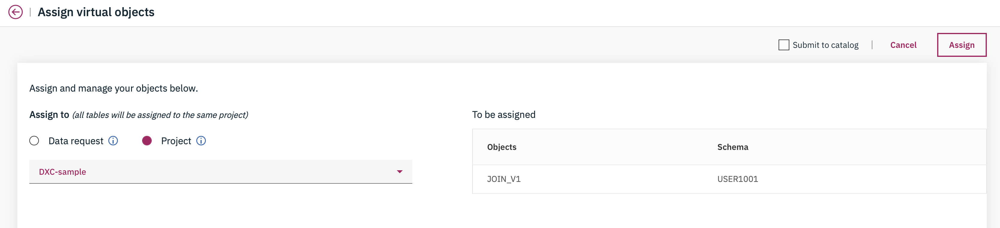 Assign virtual objects
Submit to catalog | Cancel Assign
Assign and manage your objects below.
Assign to (all tables will be assigned to the same project)
Data request Project
DXC-sample
To be assigned
Objects Schema
JOIN_V1 USER1001